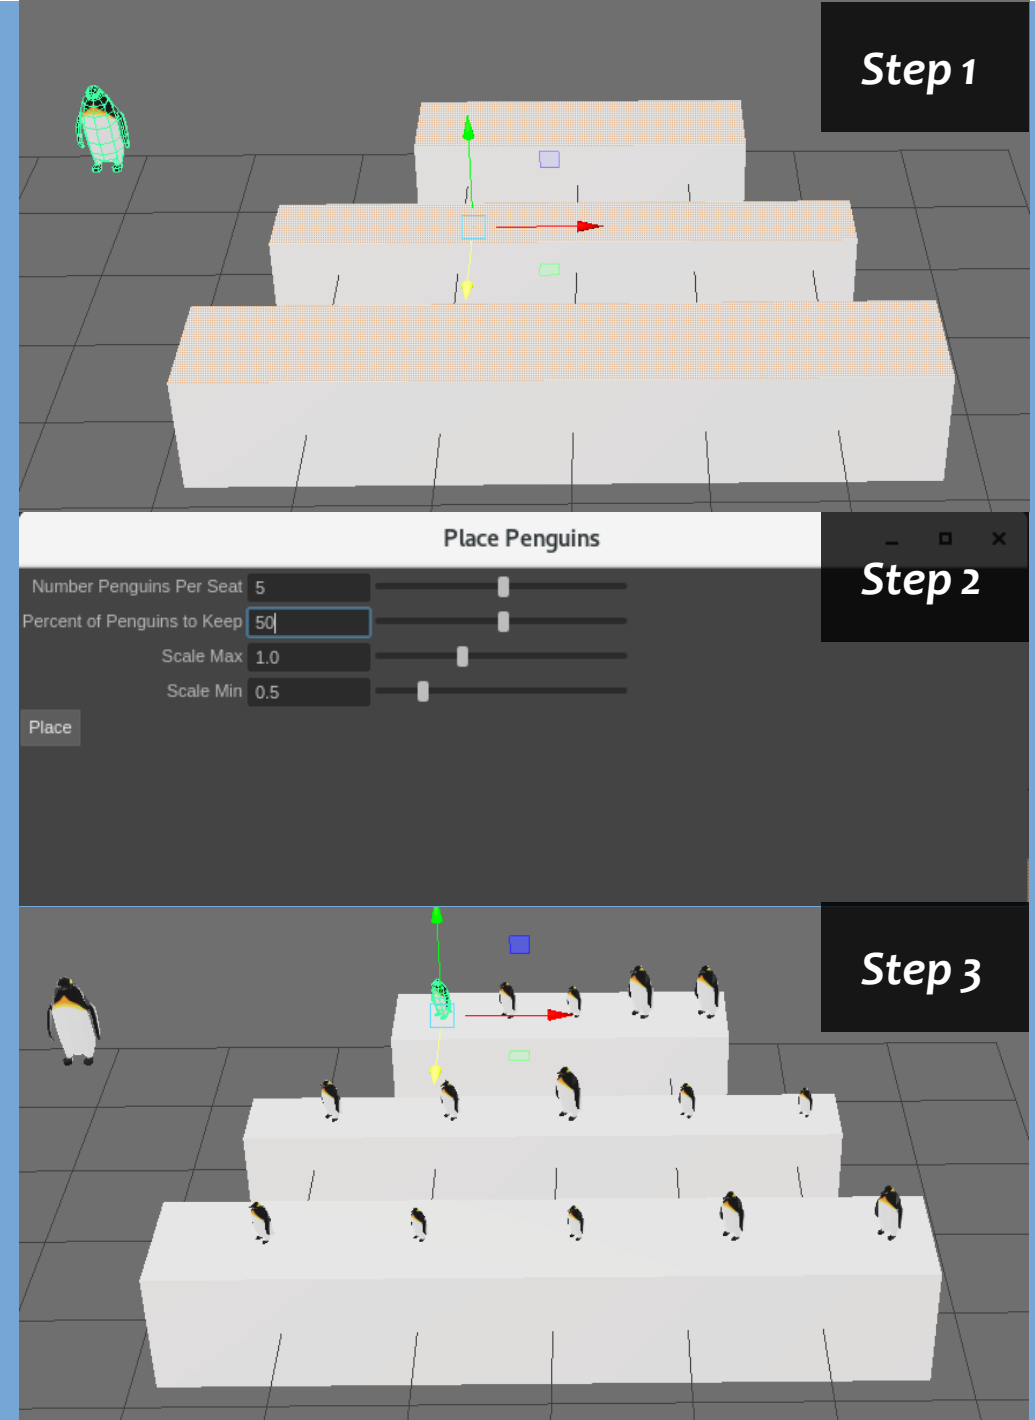 Step 1
Place Penguins
Step 2
Number Penguins Per Seat 5
Percent of Penguins to Keep 50
Scale Max 1.0
Scale Min 0.5
Place
Step 3